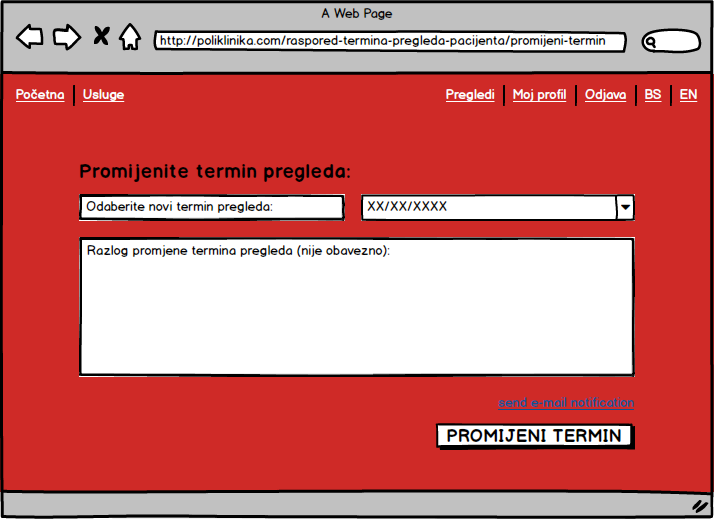 A Web Page
http://poliklinika.com/raspored-termina-pregleda-pacijenta/promijeni-termin
Početna Usluge Pregledi Moj profil Odjava BS EN
Promijenite termin pregleda:
Odaberite novi termin pregleda: XX/XX/XXXX
Razlog promjene termina pregleda (nije obavezno):
send e-mail notification
PROMIJENI TERMIN